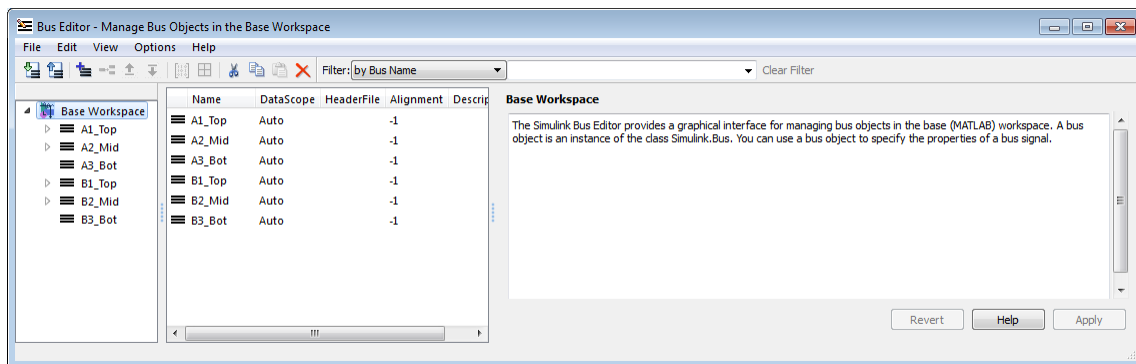 Bus Editor - Manage Bus Objects in the Base Workspace
File Edit View Options Help
Filter: by Bus Name Clear Filter
Base Workspace
A1_Top
A2_Mid
A3_Bot
B1_Top
B2_Mid
B3_Bot
Name DataScope HeaderFile Alignment Descrip
A1_Top Auto -1
A2_Mid Auto -1
A3_Bot Auto -1
B1_Top Auto -1
B2_Mid Auto -1
B3_Bot Auto -1
Base Workspace
The Simulink Bus Editor provides a graphical interface for managing bus objects in the base (MATLAB) workspace. A bus
object is an instance of the class Simulink.Bus. You can use a bus object to specify the properties of a bus signal.
Revert Help Apply